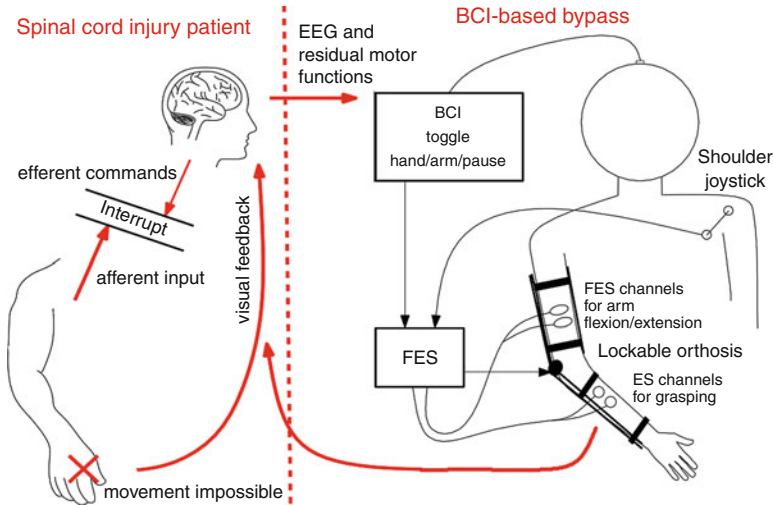 Spinal cord injury patient
EEG and
residual motor
functions
BCI-based bypass
BCI
toggle
hand/arm/pause
Shoulder
joystick
efferent commands
Interrupt
afferent input
visual feedback
FES channels
for arm
flexion/extension
FES
Lockable orthosis
ES channels
for grasping
movement impossible